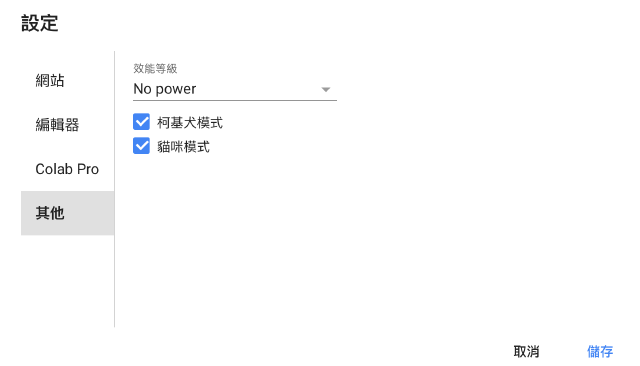 設定
網站
編輯器
Colab Pro
其他
效能等級
No power
柯基犬模式
貓咪模式
取消
儲存